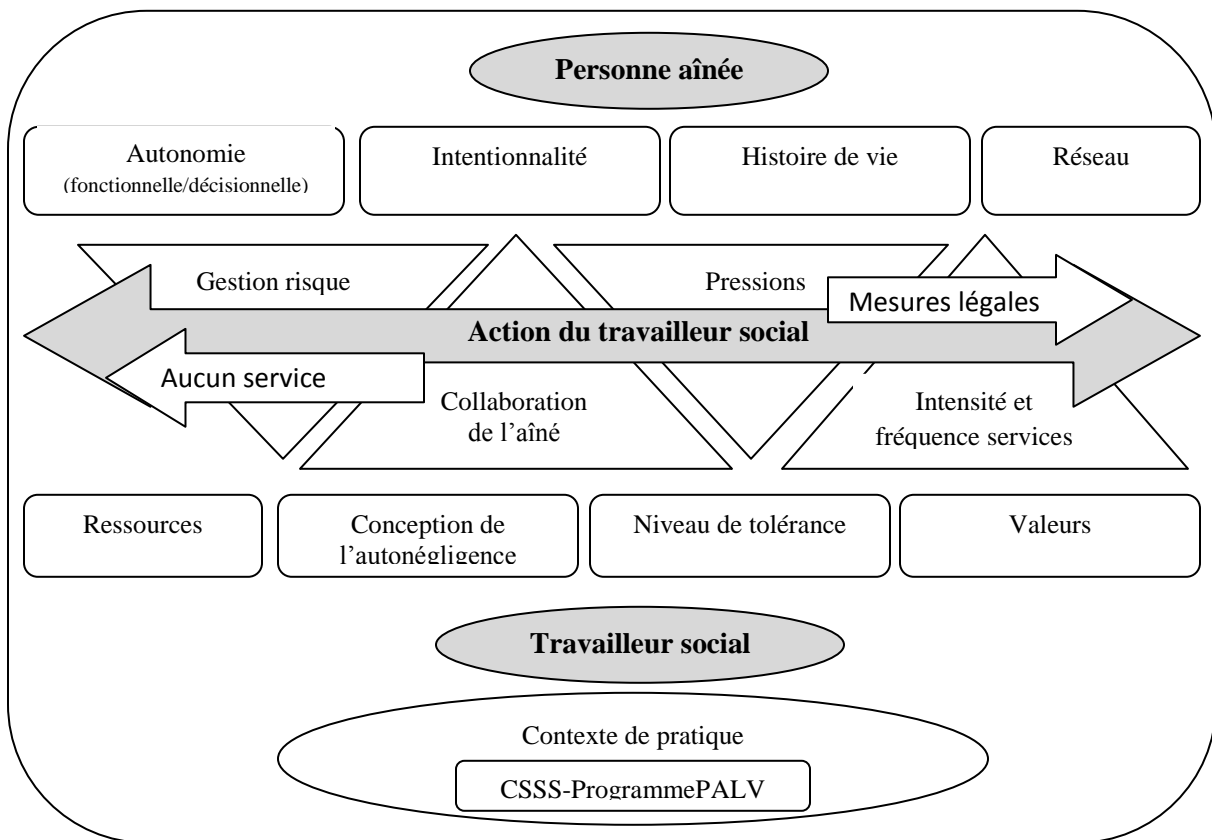 Personne aînée
Autonomie
(fonctionnelle/décisionnelle)
Intentionnalité
Histoire de vie
Réseau
Gestion risque
Pressions
Mesures légales
Action du travailleur social
Aucun service
Collaboration
de l'aîné
Intensité et
fréquence services
Ressources
Conception de
l'autonégligence
Niveau de tolérance
Valeurs
Travailleur social
Contexte de pratique
CSSS-ProgrammePALV